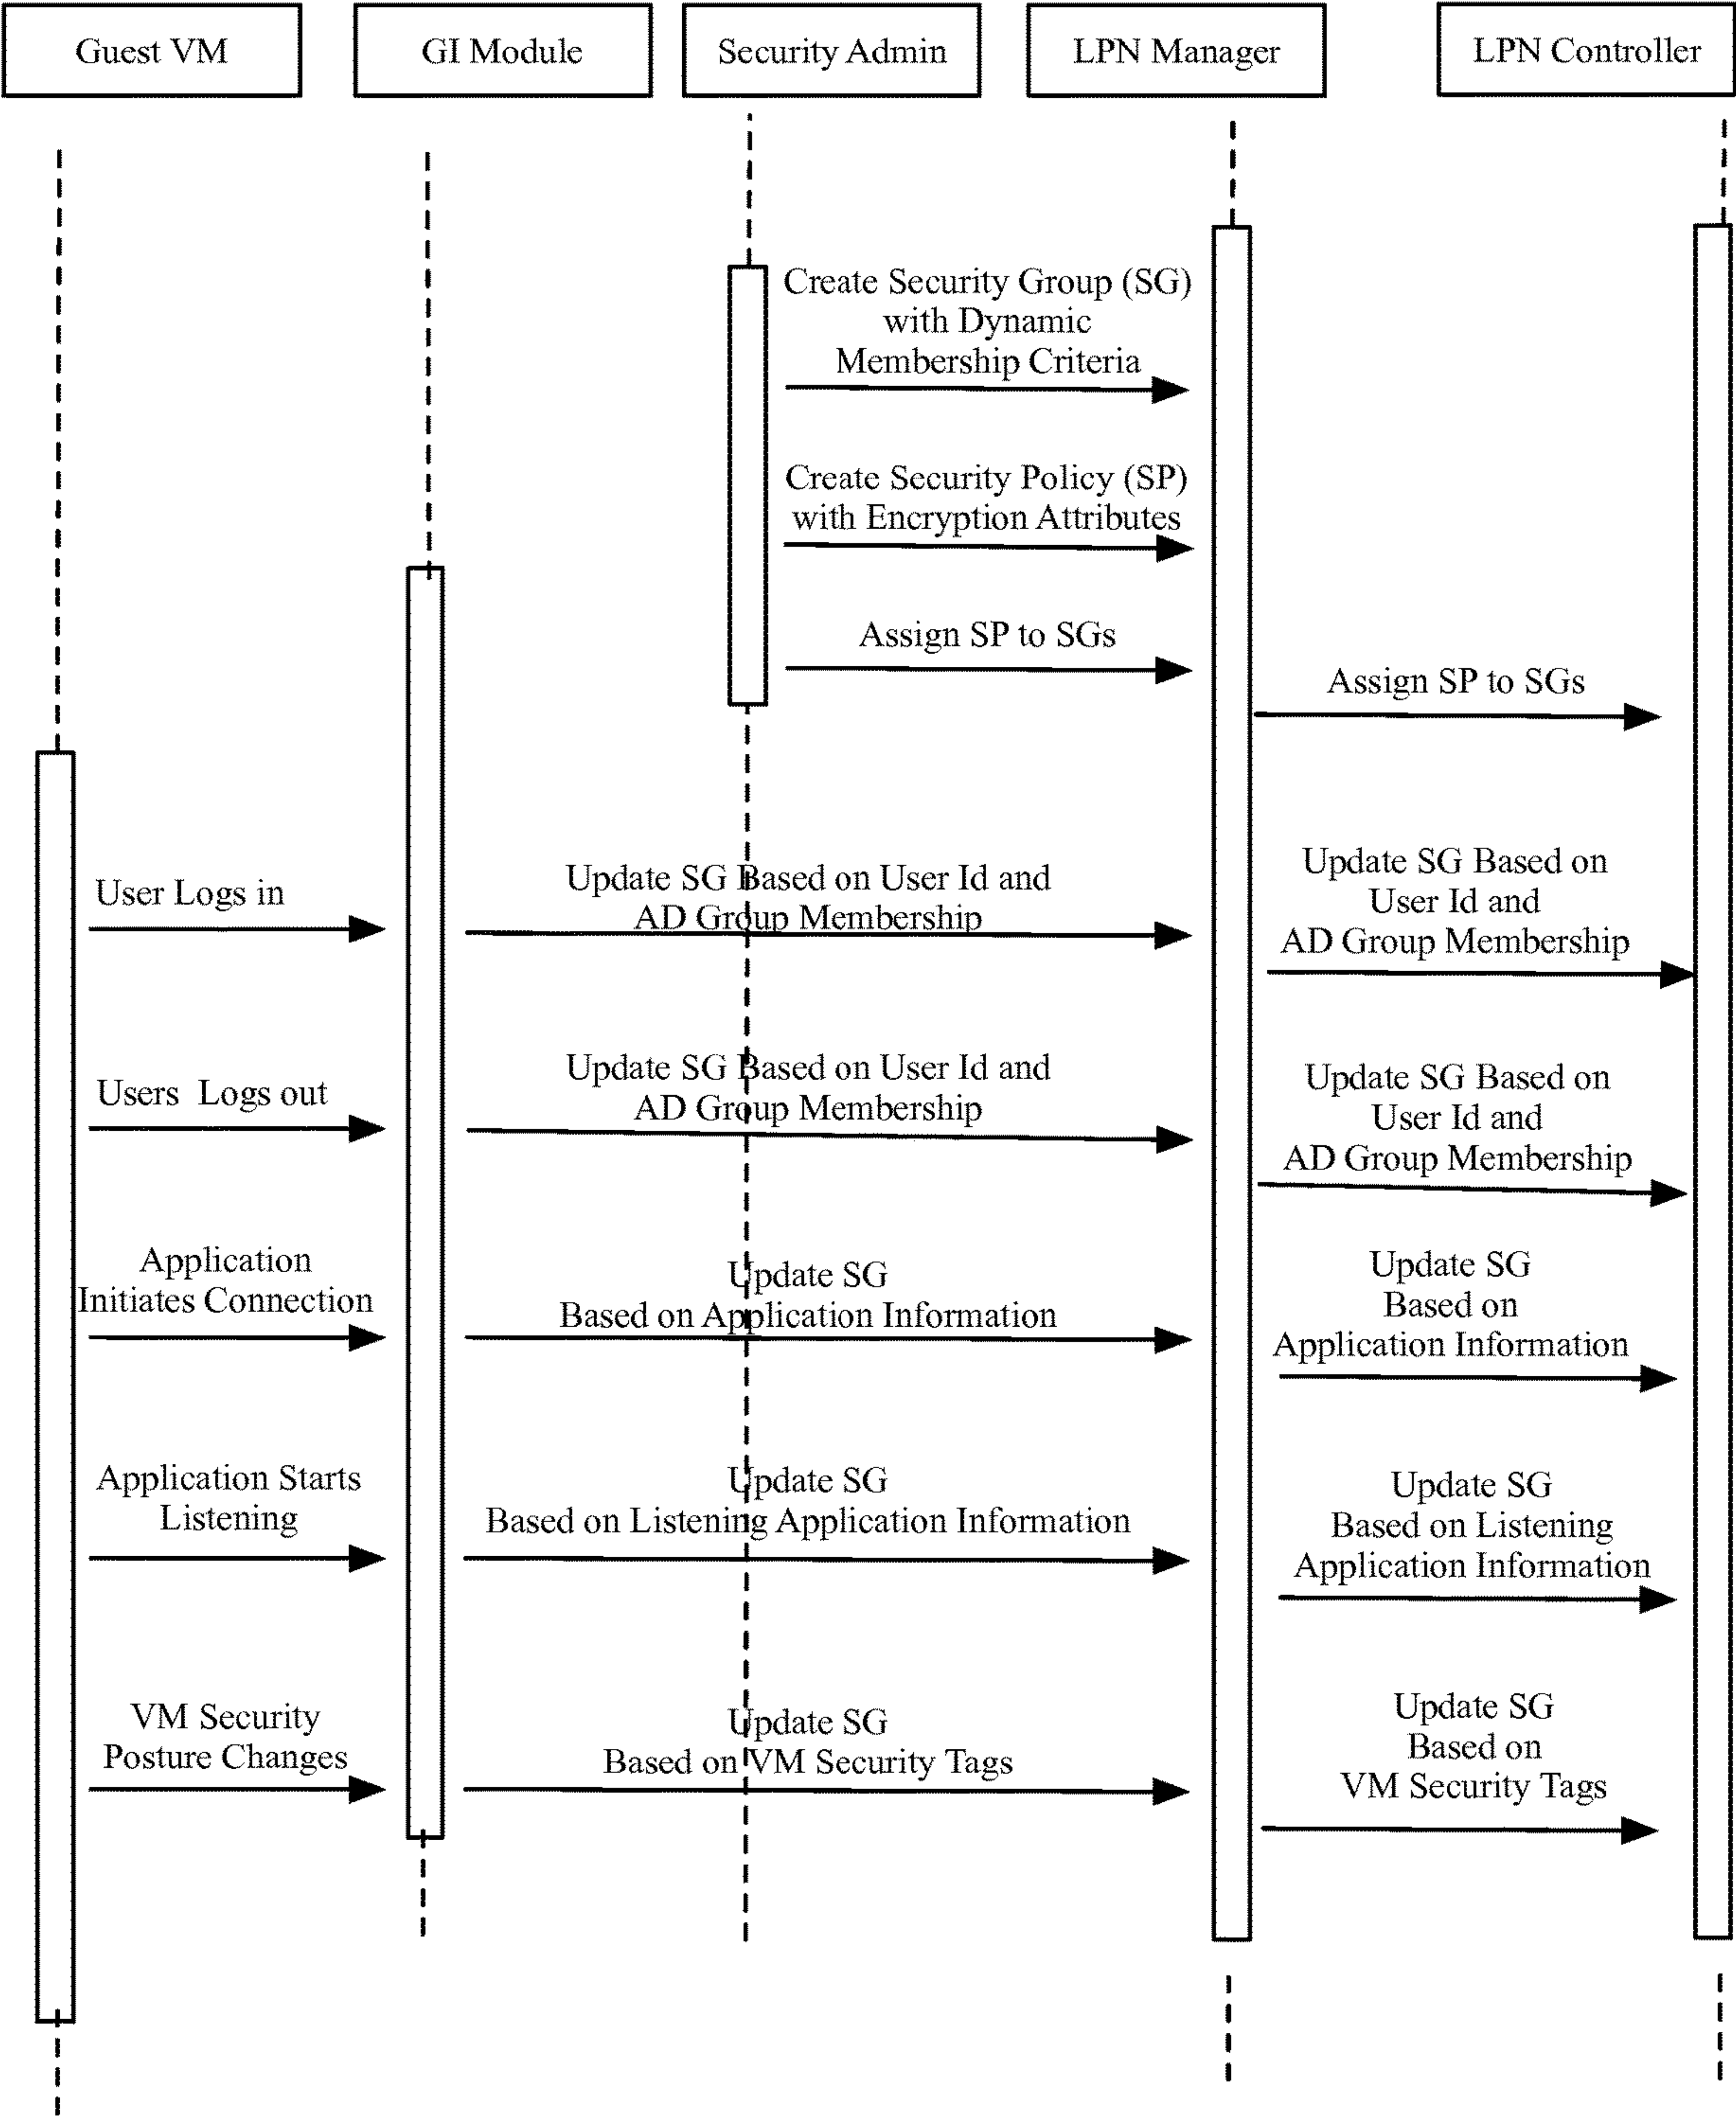 Guest VM
GI Module
Security Admin
LPN Manager
LPN Controller
Create Security Group (SG)
with Dynamic
Membership Criteria
Create Security Policy (SP)
with Encryption Attributes
Assign SP to SGs
Assign SP to SGs
User Logs in
Update SG Based on User Id and
AD Group Membership
Update SG Based on
User Id and
AD Group Membership
Users Logs out
Update SG Based on User Id and
AD Group Membership
Update SG Based on
User Id and
AD Group Membership
Application
Initiates Connection
Update SG
Based on Application Information
Update SG
Based on
Application Information
Application Starts
Listening
Update SG
Based on Listening Application Information
Update SG
Based on Listening
Application Information
VM Security
Posture Changes
Update SG
Based on VM Security Tags
Update SG
Based on
VM Security Tags